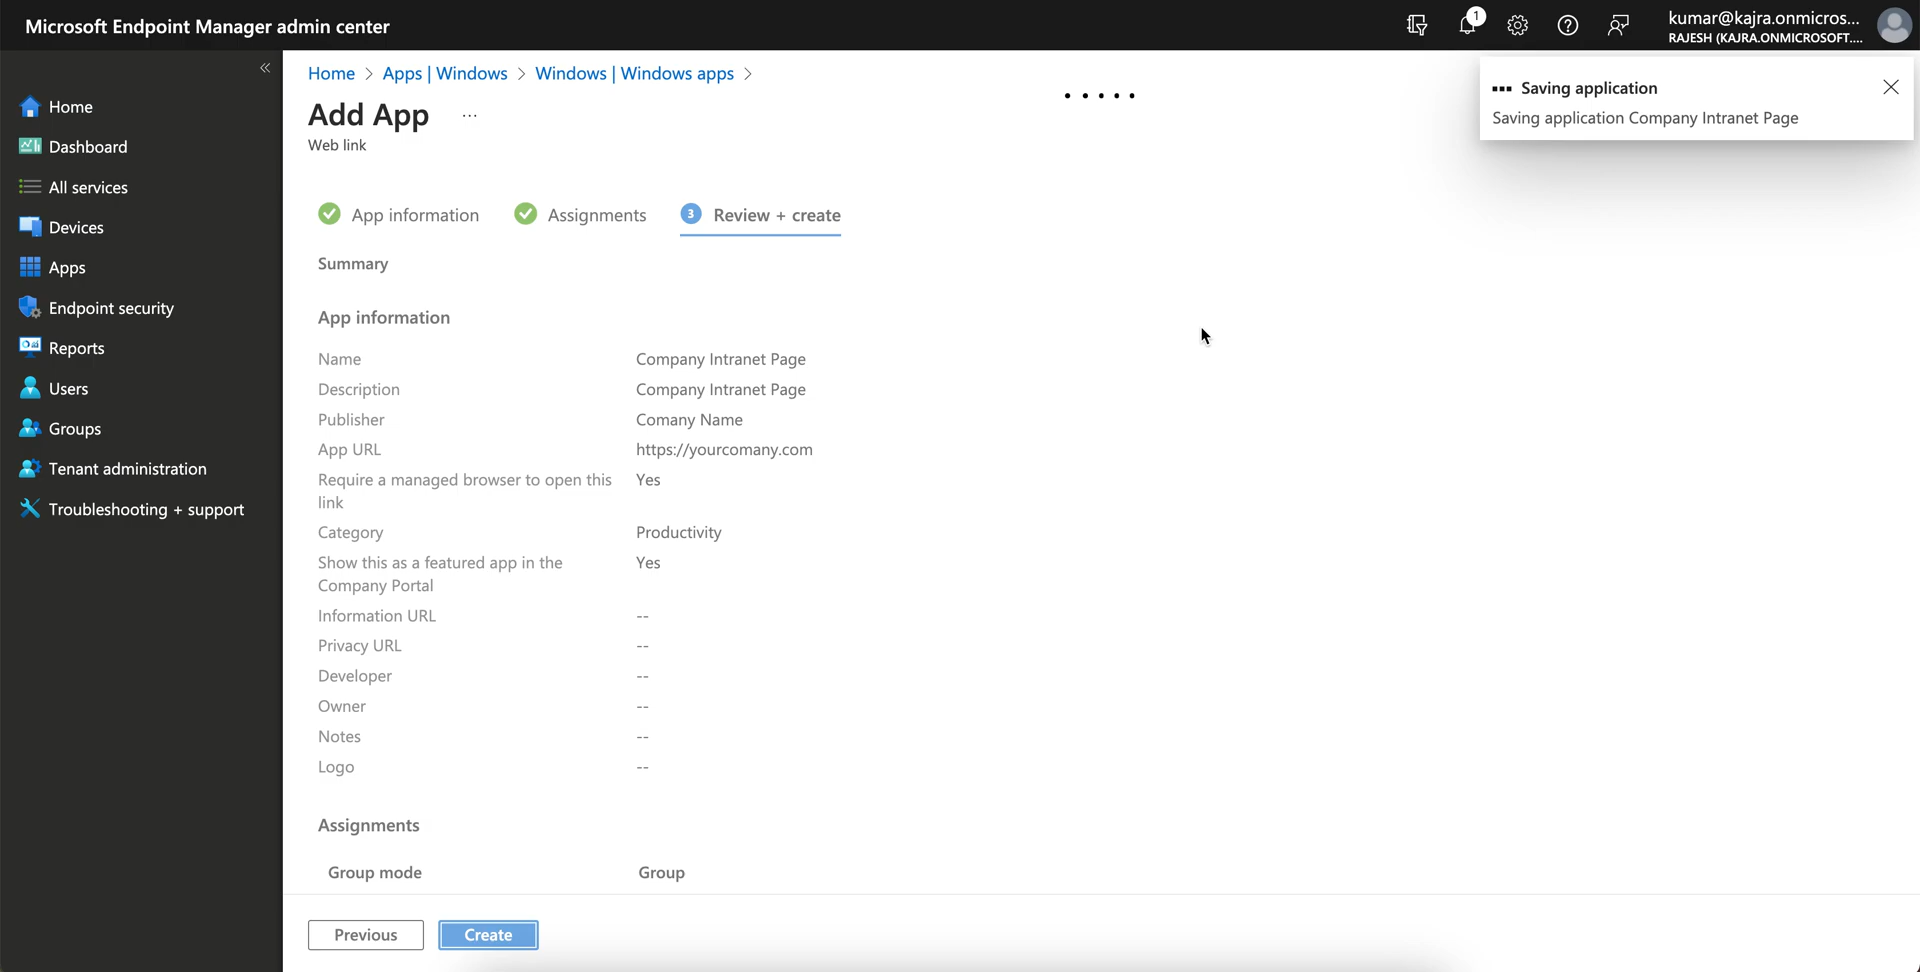 Microsoft Endpoint Manager admin center
1
kumar@kajra.onmicros...
RAJESH (KAJRA.ONMICROSOFT....
«
Home
Dashboard
All services
Devices
Apps
Endpoint security
Reports
Users
Groups
Tenant administration
Troubleshooting + support
Home > Apps | Windows > Windows | Windows apps >
Add App ...
Web link
Saving application
Saving application Company Intranet Page
App information
Assignments
3 Review + create
Summary
App information
Name Company Intranet Page
Description Company Intranet Page
Publisher Comany Name
App URL https://yourcomany.com
Require a managed browser to open this Yes
link
Category Productivity
Show this as a featured app in the Yes
Company Portal
Information URL --
Privacy URL --
Developer --
Owner --
Notes --
Logo --
Assignments
Group mode Group
Previous Create